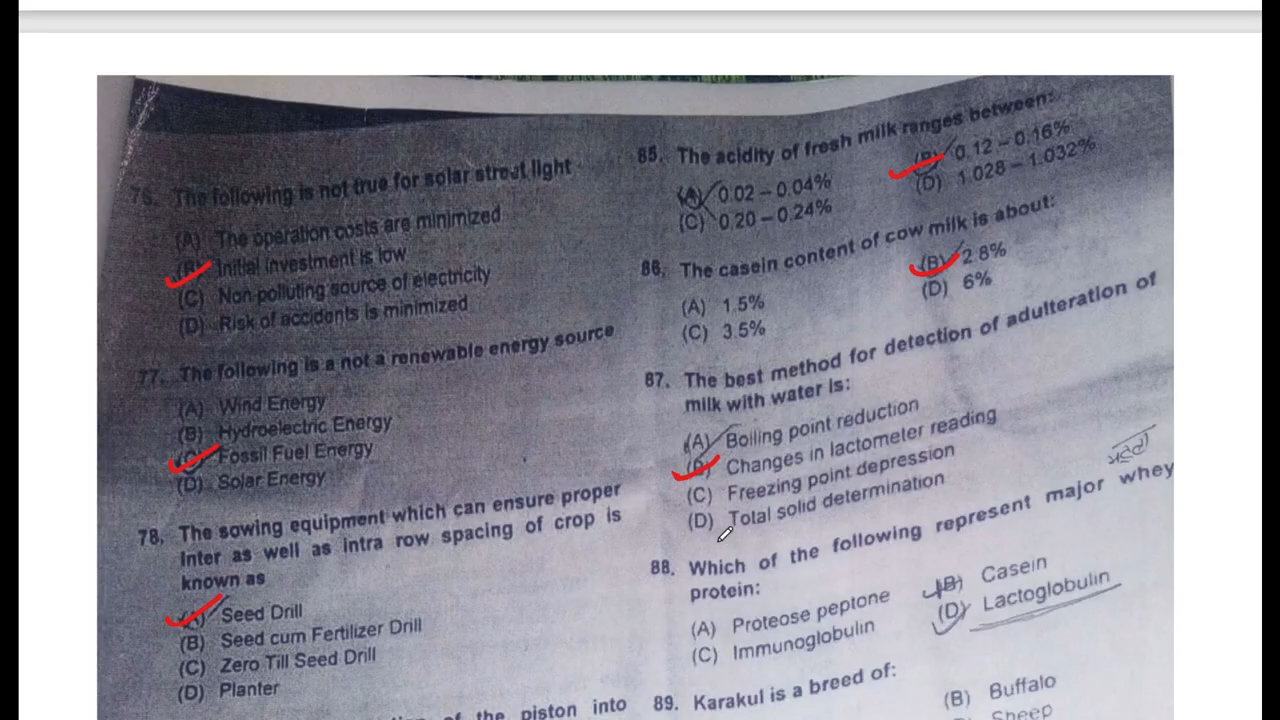 76. The following is not true for solar street light
(A) The operation costs are minimized
(B) Initial investment is low
(C) Non polluting source of electricity
(D) Risk of accidents is minimized
77. The following is a not a renewable energy source
(A) Wind Energy
(B) Hydroelectric Energy
(C) Fossil Fuel Energy
(D) Solar Energy
78. The sowing equipment which can ensure proper
Inter as well as intra row spacing of crop is
known as
(A) Seed Drill
(B) Seed cum Fertilizer Drill
(C) Zero Till Seed Drill
(D) Planter
of the piston into
85. The acidity of fresh milk ranges between:
(A) 0.02 – 0.04% (B) 0.12 – 0.16%
(C) 0.20 – 0.24% (D) 1.028 – 1.032%
86. The casein content of cow milk is about:
(A) 1.5% (B) 2.8%
(C) 3.5% (D) 6%
87. The best method for detection of adulteration of
milk with water is:
(A) Boiling point reduction
(B) Changes in lactometer reading
(C) Freezing point depression
(D) Total solid determination
88. Which of the following represent major whey
protein:
(A) Proteose peptone (B) Casein
(C) Immunoglobulin (D) Lactoglobulin
89. Karakul is a breed of:
(B) Buffalo
Sheep